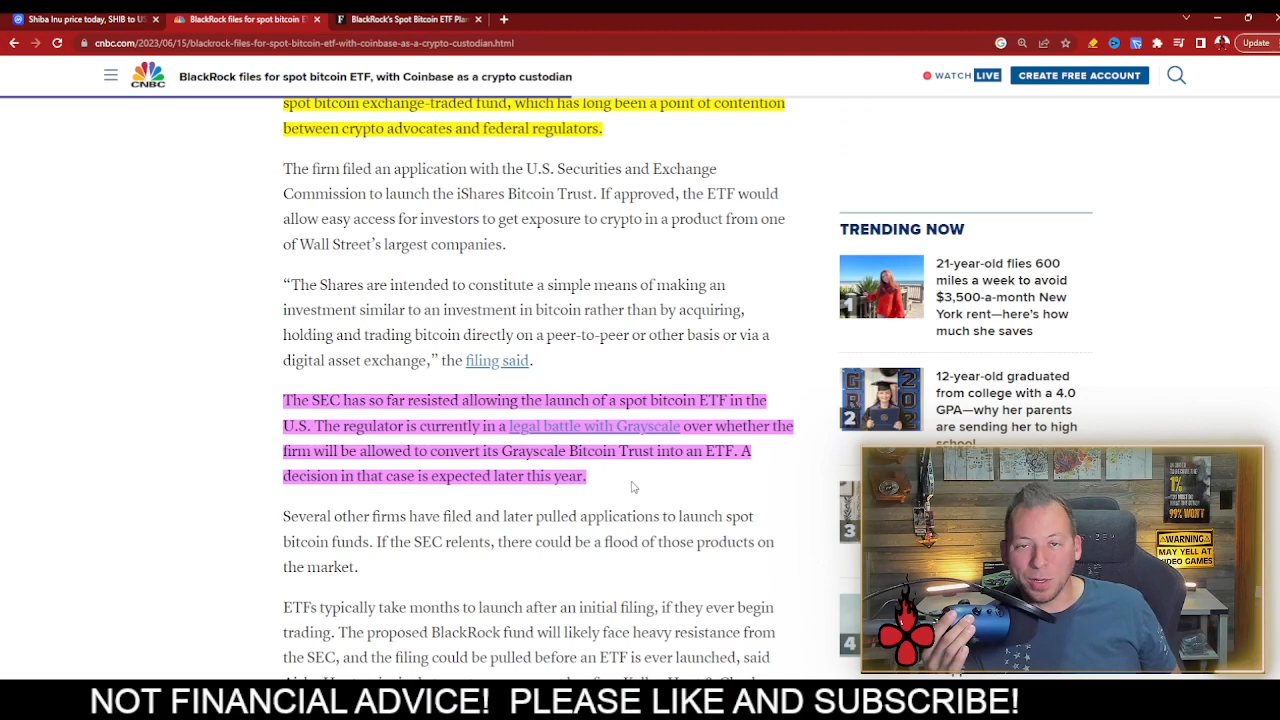 Shiba Inu price today, SHIB to US
BlackRock files for spot bitcoin E
BlackRock's Spot Bitcoin ETF Plan
cnbc.com/2023/06/15/blackrock-files-for-spot-bitcoin-etf-with-coinbase-as-a-crypto-custodian.html
Update
CNBC
BlackRock files for spot bitcoin ETF, with Coinbase as a crypto custodian
WATCH LIVE
CREATE FREE ACCOUNT
spot bitcoin exchange-traded fund, which has long been a point of contention
between crypto advocates and federal regulators.
The firm filed an application with the U.S. Securities and Exchange
Commission to launch the iShares Bitcoin Trust. If approved, the ETF would
allow easy access for investors to get exposure to crypto in a product from one
of Wall Street's largest companies.
“The Shares are intended to constitute a simple means of making an
investment similar to an investment in bitcoin rather than by acquiring,
holding and trading bitcoin directly on a peer-to-peer or other basis or via a
digital asset exchange,” the filing said.
The SEC has so far resisted allowing the launch of a spot bitcoin ETF in the
U.S. The regulator is currently in a legal battle with Grayscale over whether the
firm will be allowed to convert its Grayscale Bitcoin Trust into an ETF. A
decision in that case is expected later this year.
Several other firms have filed and later pulled applications to launch spot
bitcoin funds. If the SEC relents, there could be a flood of those products on
the market.
ETFs typically take months to launch after an initial filing, if they ever begin
trading. The proposed BlackRock fund will likely face heavy resistance from
the SEC, and the filing could be pulled before an ETF is ever launched, said
TRENDING NOW
1
21-year-old flies 600
miles a week to avoid
$3,500-a-month New
York rent—here's how
much she saves
2
12-year-old graduated
from college with a 4.0
GPA—why her parents
are sending her to high
school
3
4
1%
99% WON'T
WARNING
MAY YELL AT
VIDEO GAMES
NOT FINANCIAL ADVICE! PLEASE LIKE AND SUBSCRIBE!